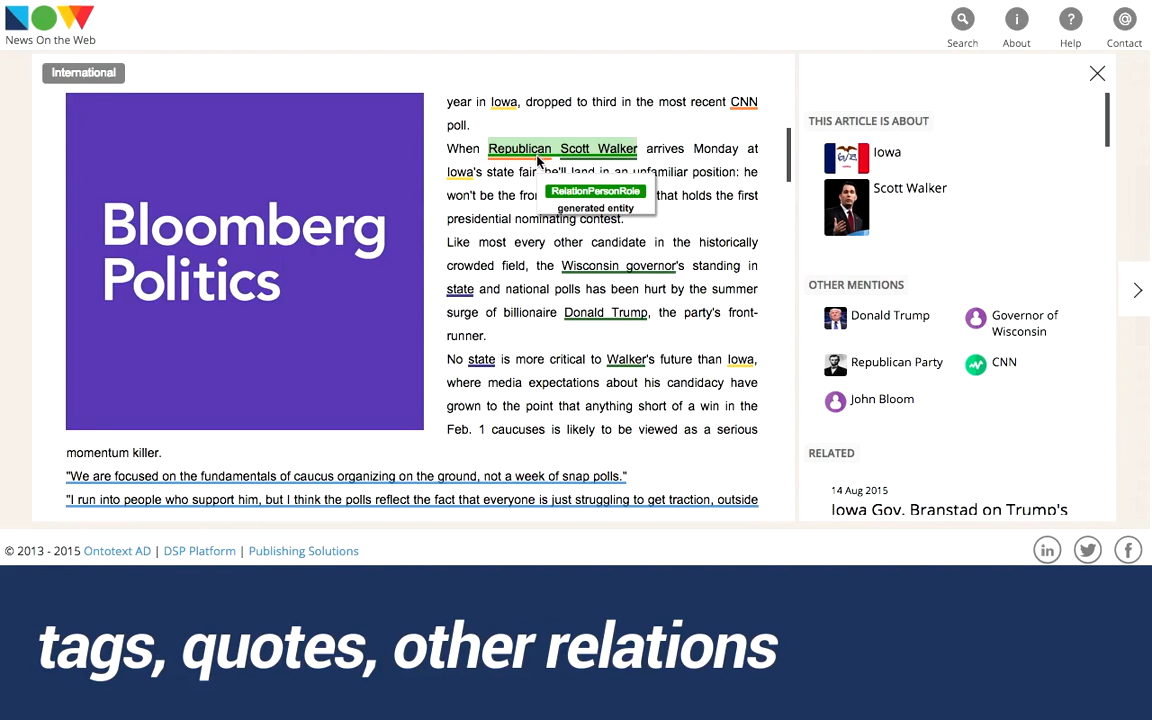 NOW
News On the Web
Search
About
Help
Contact
International
Bloomberg
Politics
year in Iowa, dropped to third in the most recent CNN
poll.
When Republican Scott Walker arrives Monday at
Iowa's state fair, he'll land in an unfamiliar position: he
won't be the fro
that holds the first
presidential nominating contest.
RelationPersonRole
generated entity
Like most every other candidate in the historically
crowded field, the Wisconsin governor's standing in
state and national polls has been hurt by the summer
surge of billionaire Donald Trump, the party's front-
runner.
No state is more critical to Walker's future than Iowa,
where media expectations about his candidacy have
grown to the point that anything short of a win in the
Feb. 1 caucuses is likely to be viewed as a serious
momentum killer.
"We are focused on the fundamentals of caucus organizing on the ground, not a week of snap polls."
"I run into people who support him, but I think the polls reflect the fact that everyone is just struggling to get traction, outside
THIS ARTICLE IS ABOUT
Iowa
Scott Walker
OTHER MENTIONS
Donald Trump
Governor of
Wisconsin
Republican Party
CNN
John Bloom
RELATED
14 Aug 2015
Iowa Gov. Branstad on Trump's
© 2013 - 2015 Ontotext AD | DSP Platform | Publishing Solutions
tags, quotes, other relations